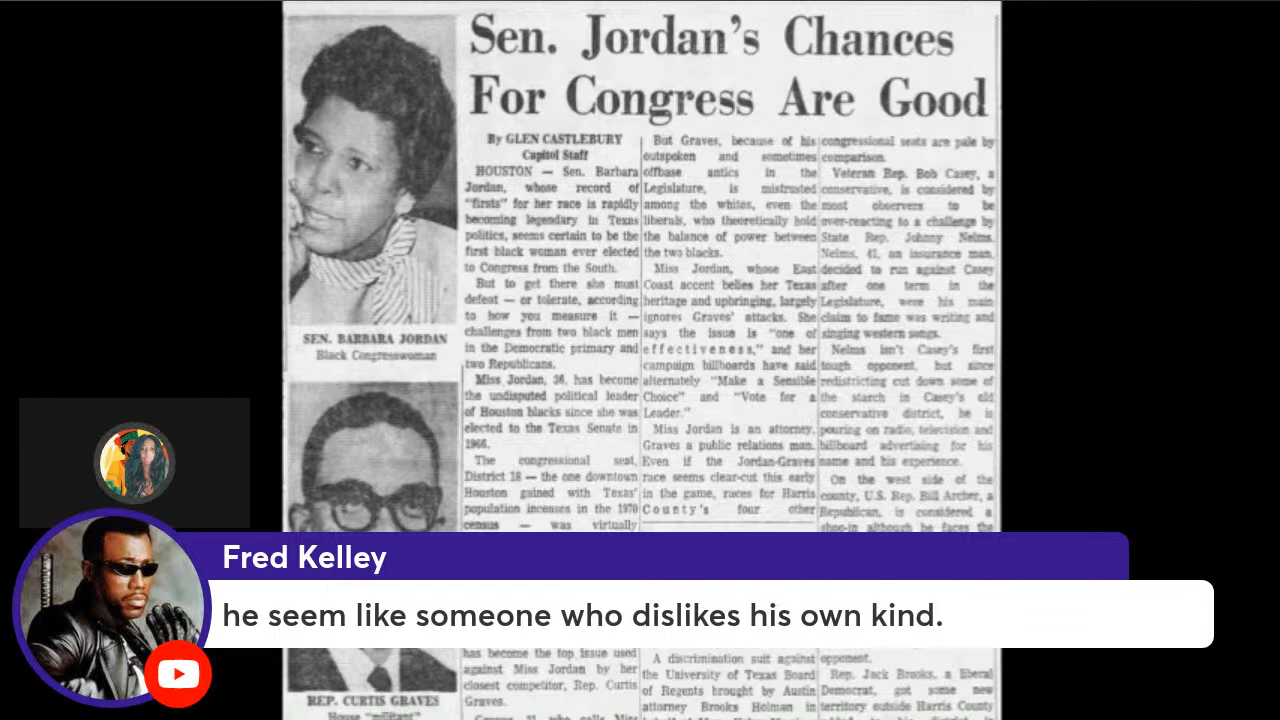 Sen. Jordan's Chances
For Congress Are Good
By GLEN CASTLEBURY
Capitol Staff
HOUSTON — Sen. Barbara
Jordan, whose record of
"firsts" for her race is rapidly
becoming legendary in Texas
politics, seems certain to be the
first black woman ever elected
to Congress from the South.
But to get there she must
defeat — or tolerate, according
to how you measure it —
challenges from two black men
in the Democratic primary and
two Republicans.
Miss Jordan, 36, has become
the undisputed political leader
of Houston blacks since she was
elected to the Texas Senate in
1966.
The congressional seat,
District 18 — the one downtown
Houston gained with Texas'
population incenses in the 1970
census — was virtually
has become the top issue used
against Miss Jordan by her
closest competitor, Rep. Curtis
Graves.
But Graves, because of his
outspoken and sometimes
offbase antics in the
Legislature, is mistrusted
among the whites, even the
liberals, who theoretically hold
the balance of power between
the two blacks.
Miss Jordan, whose East
Coast accent belies her Texas
heritage and upbringing, largely
ignores Graves' attacks. She
says the issue is "one of
effectiveness," and her
campaign billboards have said
alternately "Make a Sensible
Choice" and "Vote for a
Leader."
Miss Jordan is an attorney,
Graves a public relations man.
Even if the Jordan-Graves
race seems clear-cut this early
in the game, races for Harris
County's four other
A discrimination suit against
the University of Texas Board
of Regents brought by Austin
attorney Brooks Holman in
congressional seats are pale by
comparison.
Veteran Rep. Bob Casey, a
conservative, is considered by
most observers to be
over-reacting to a challenge by
State Rep. Johnny Nelms.
Nelms, 41, an insurance man,
decided to run against Casey
after one term in the
Legislature, were his main
claim to fame was writing and
singing western songs.
Nelms isn't Casey's first
tough opponent, but since
redistricting cut down some of
the starch in Casey's old
conservative district, he is
pouring on radio, television and
billboard advertising for his
name and his experience.
On the west side of the
county, U.S. Rep. Bill Archer, a
Republican, is considered a
shoo-in although he faces the
opponent.
Rep. Jack Brooks, a liberal
Democrat, got some new
territory outside Harris County
SEN. BARBARA JORDAN
Black Congresswoman
REP. CURTIS GRAVES
House "militant"
Fred Kelley
he seem like someone who dislikes his own kind.